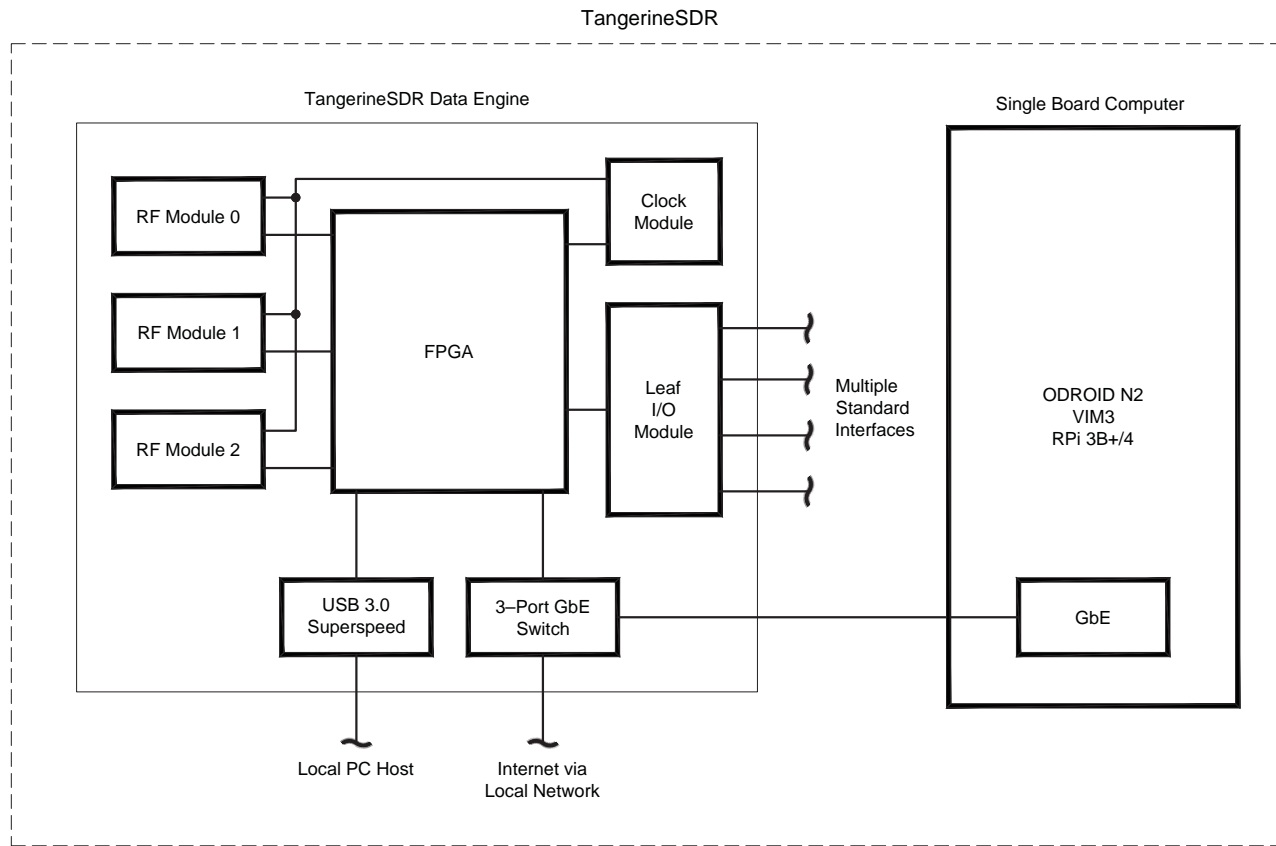 TangerineSDR
TangerineSDR Data Engine
Single Board Computer
RF Module 0
Clock
Module
RF Module 1
FPGA
RF Module 2
Leaf
I/O
Module
Multiple
Standard
Interfaces
ODROID N2
VIM3
RPi 3B+/4
USB 3.0
Superspeed
3–Port GbE
Switch
GbE
Local PC Host
Internet via
Local Network